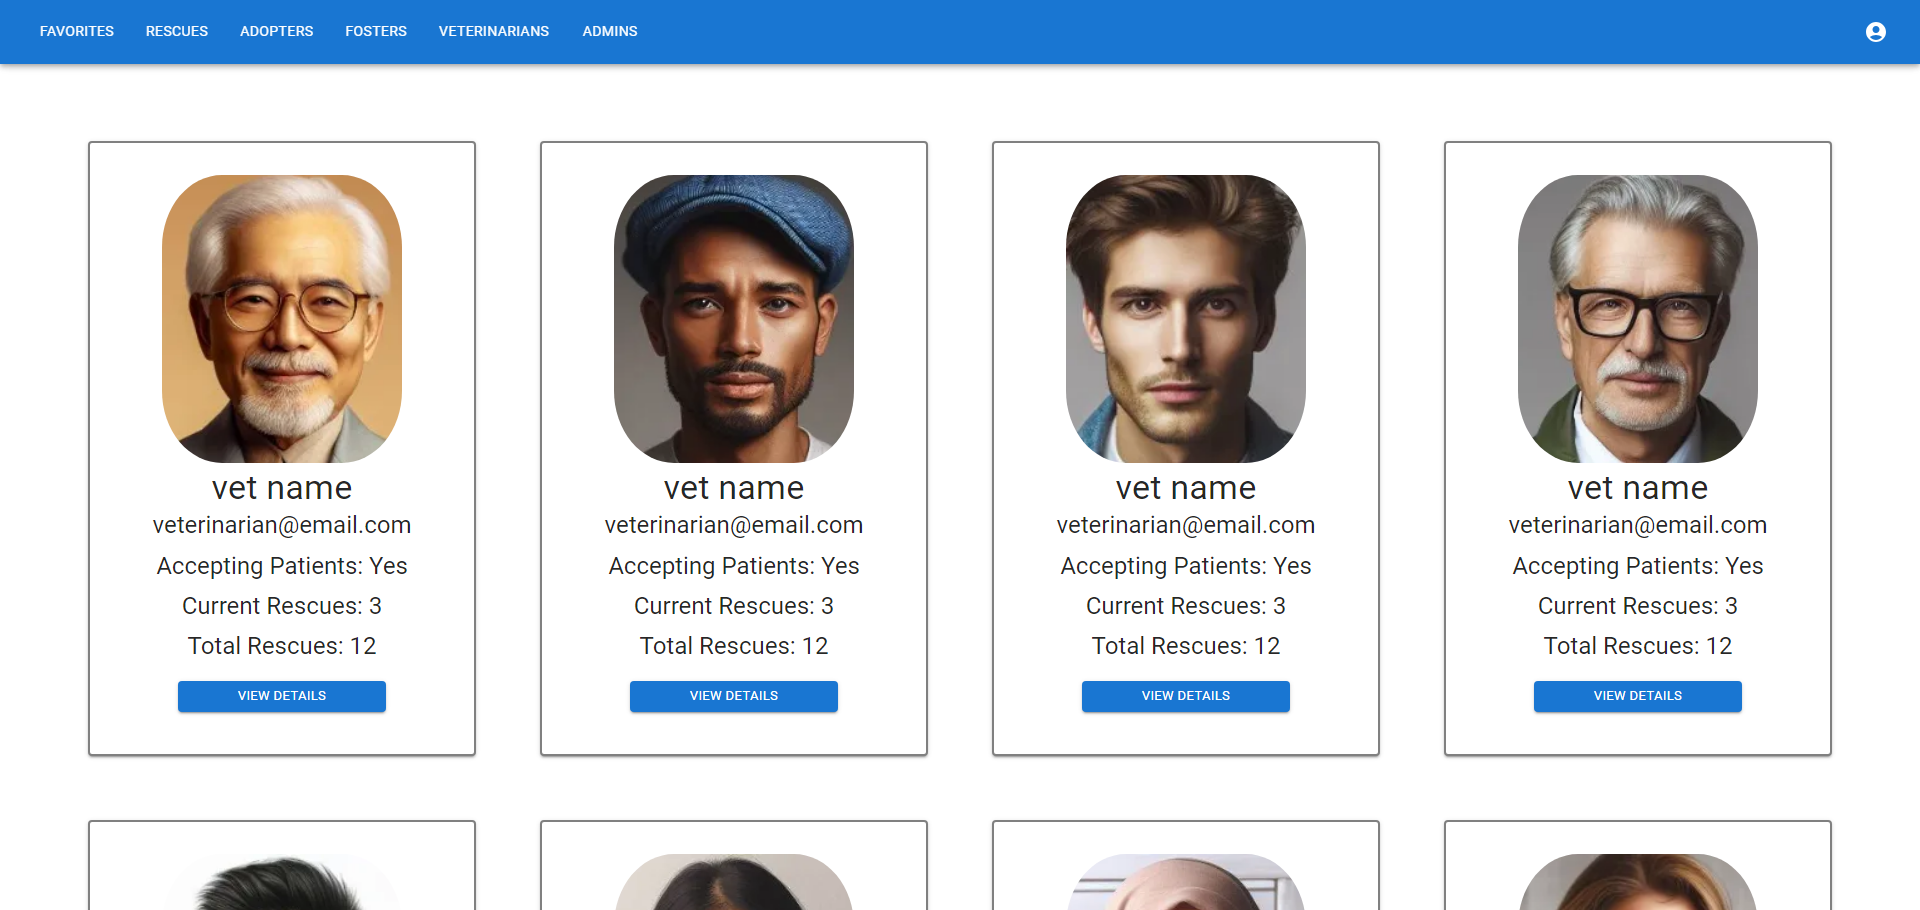 FAVORITES RESCUES ADOPTERS FOSTERS VETERINARIANS ADMINS
vet name
veterinarian@email.com
Accepting Patients: Yes
Current Rescues: 3
Total Rescues: 12
VIEW DETAILS
vet name
veterinarian@email.com
Accepting Patients: Yes
Current Rescues: 3
Total Rescues: 12
VIEW DETAILS
vet name
veterinarian@email.com
Accepting Patients: Yes
Current Rescues: 3
Total Rescues: 12
VIEW DETAILS
vet name
veterinarian@email.com
Accepting Patients: Yes
Current Rescues: 3
Total Rescues: 12
VIEW DETAILS